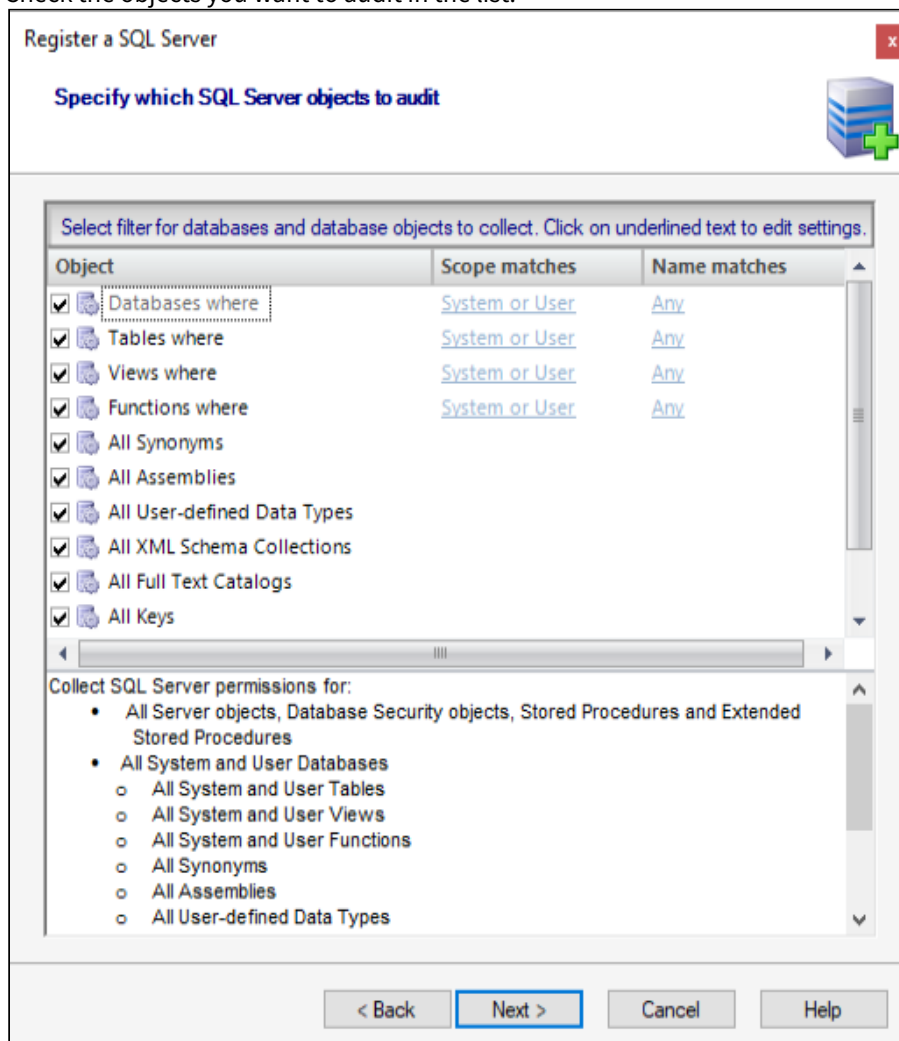 Check the objects you want to audit in the list.
Register a SQL Server
x
Specify which SQL Server objects to audit
Select filter for databases and database objects to collect. Click on underlined text to edit settings.
Object Scope matches Name matches
Databases where System or User Any
Tables where System or User Any
Views where System or User Any
Functions where System or User Any
All Synonyms
All Assemblies
All User-defined Data Types
All XML Schema Collections
All Full Text Catalogs
All Keys
Collect SQL Server permissions for:
• All Server objects, Database Security objects, Stored Procedures and Extended
Stored Procedures
• All System and User Databases
o All System and User Tables
o All System and User Views
o All System and User Functions
o All Synonyms
o All Assemblies
o All User-defined Data Types
< Back Next > Cancel Help